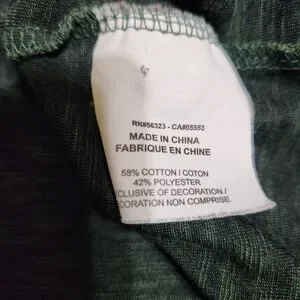 RN#56323 - CA#05553
MADE IN CHINA
FABRIQUE EN CHINE
58% COTTON / COTON
42% POLYESTER
CLUSIVE OF DECORATION /
CORATION NON COMPRISE